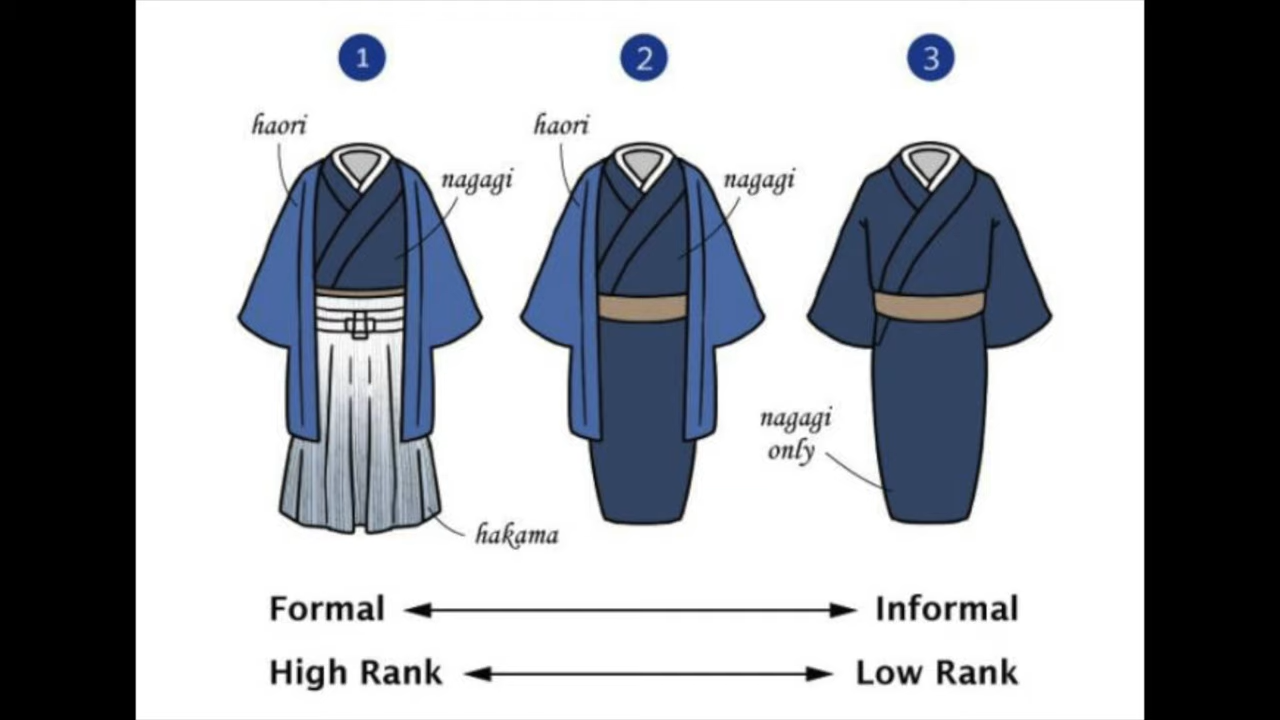 1
2
3
haori
haori
nagagi
nagagi
nagagi
only
hakama
Formal
Informal
High Rank
Low Rank